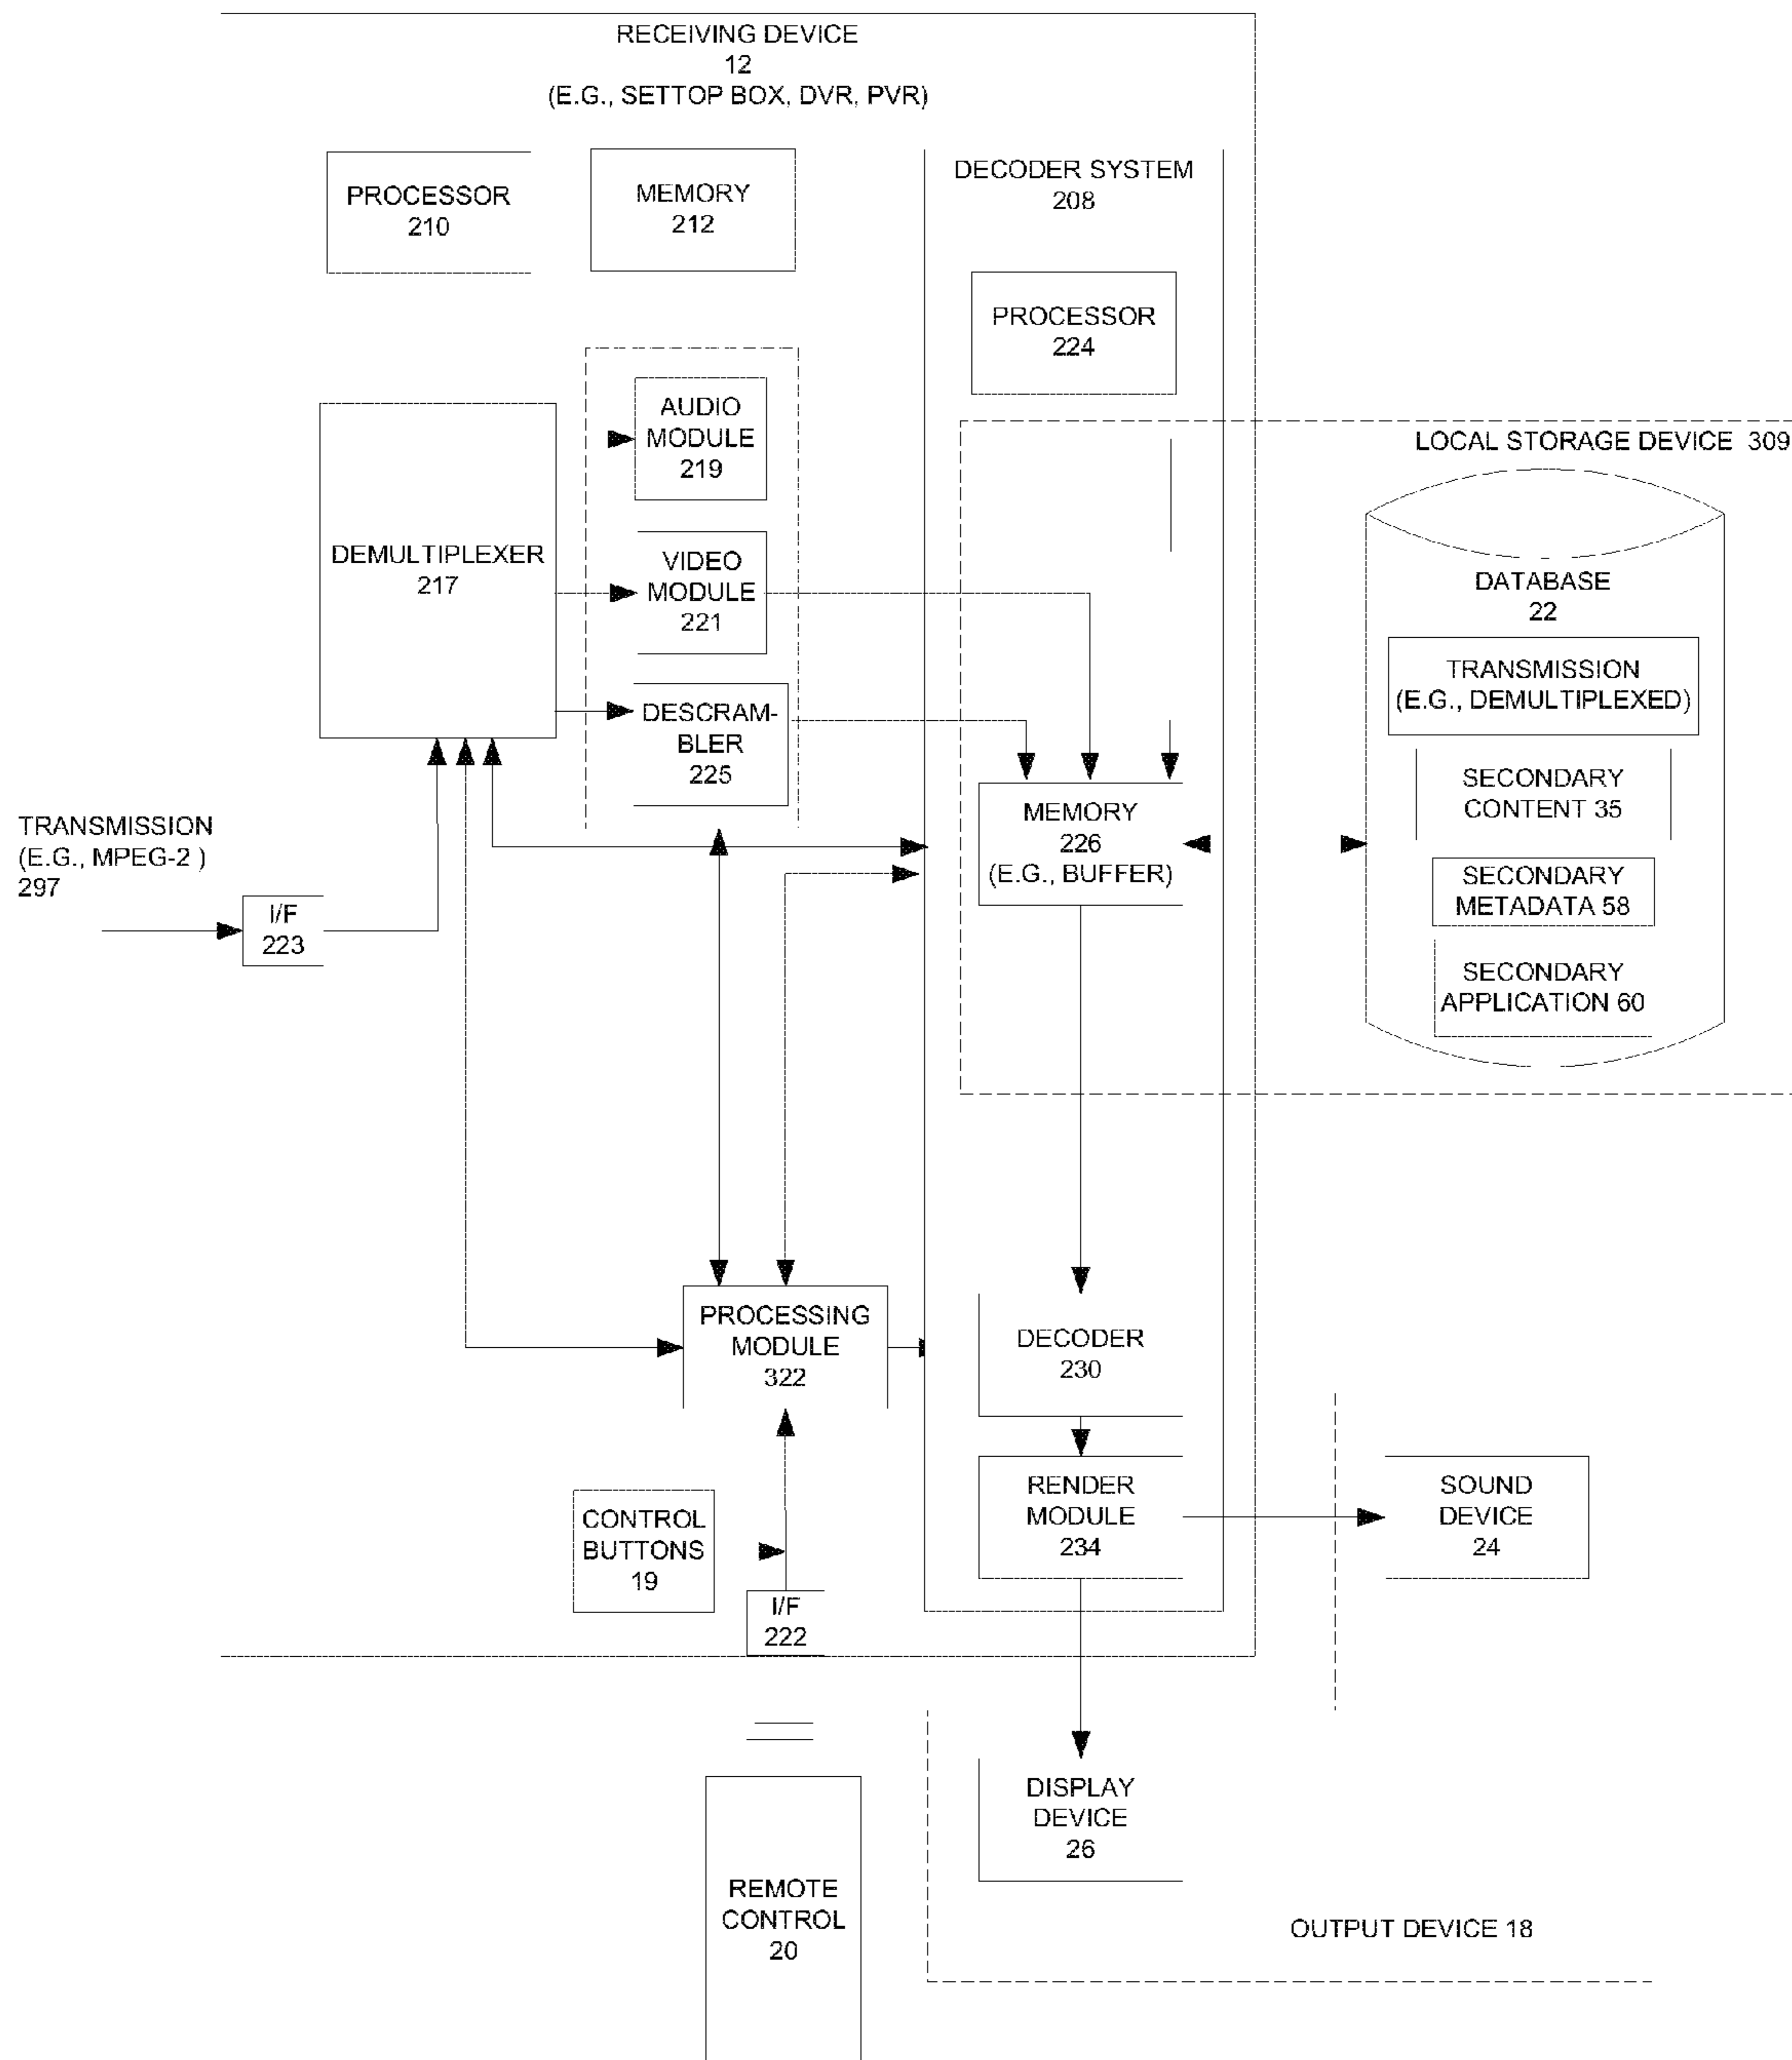 RECEIVING DEVICE
12
(E.G., SETTOP BOX, DVR, PVR)
PROCESSOR
210
MEMORY
212
DECODER SYSTEM
208
PROCESSOR
224
AUDIO
MODULE
219
LOCAL STORAGE DEVICE 309
DEMULTIPLEXER
217
VIDEO
MODULE
221
DATABASE
22
TRANSMISSION
(E.G., DEMULTIPLEXED)
DESCRAM-
BLER
225
SECONDARY
CONTENT 35
TRANSMISSION
(E.G., MPEG-2 )
297
MEMORY
226
(E.G., BUFFER)
SECONDARY
METADATA 58
I/F
223
SECONDARY
APPLICATION 60
PROCESSING
MODULE
322
DECODER
230
CONTROL
BUTTONS
19
RENDER
MODULE
234
SOUND
DEVICE
24
I/F
222
DISPLAY
DEVICE
26
REMOTE
CONTROL
20
OUTPUT DEVICE 18